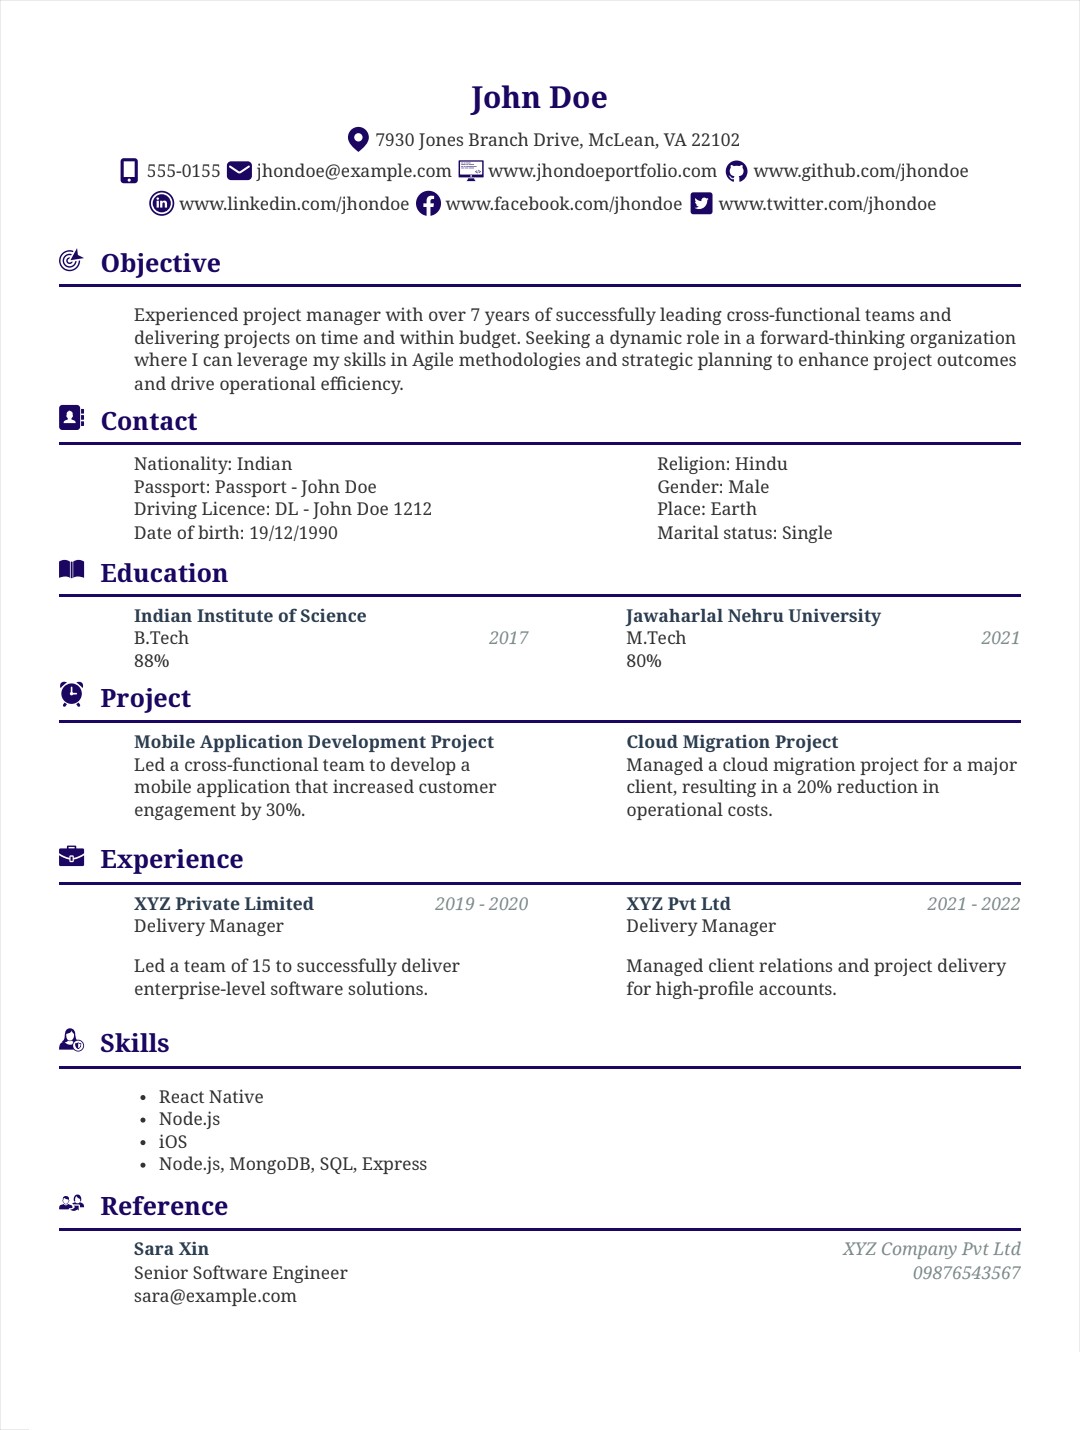 John Doe
7930 Jones Branch Drive, McLean, VA 22102
555-0155 jhondoe@example.com www.jhondoeportfolio.com www.github.com/jhondoe
www.linkedin.com/jhondoe www.facebook.com/jhondoe www.twitter.com/jhondoe
Objective
Experienced project manager with over 7 years of successfully leading cross-functional teams and
delivering projects on time and within budget. Seeking a dynamic role in a forward-thinking organization
where I can leverage my skills in Agile methodologies and strategic planning to enhance project outcomes
and drive operational efficiency.
Contact
Nationality: Indian
Passport: Passport - John Doe
Driving Licence: DL - John Doe 1212
Date of birth: 19/12/1990
Religion: Hindu
Gender: Male
Place: Earth
Marital status: Single
Education
Indian Institute of Science
B.Tech 2017
88%
Jawaharlal Nehru University
M.Tech 2021
80%
Project
Mobile Application Development Project
Led a cross-functional team to develop a
mobile application that increased customer
engagement by 30%.
Cloud Migration Project
Managed a cloud migration project for a major
client, resulting in a 20% reduction in
operational costs.
Experience
XYZ Private Limited 2019 - 2020
Delivery Manager
Led a team of 15 to successfully deliver
enterprise-level software solutions.
XYZ Pvt Ltd 2021 - 2022
Delivery Manager
Managed client relations and project delivery
for high-profile accounts.
Skills
• React Native
• Node.js
• iOS
• Node.js, MongoDB, SQL, Express
Reference
Sara Xin XYZ Company Pvt Ltd
Senior Software Engineer 09876543567
sara@example.com